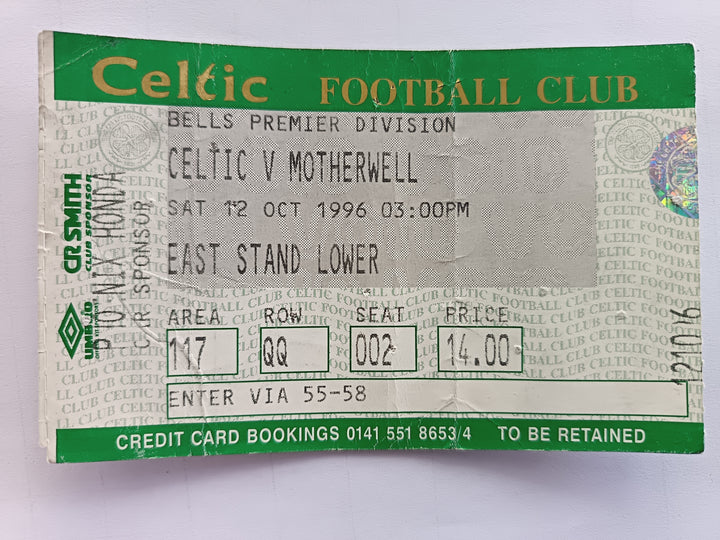 Celtic FOOTBALL CLUB
BELLS PREMIER DIVISION
CELTIC V MOTHERWELL
SAT 12 OCT 1996 03:00PM
EAST STAND LOWER
AREA ROW SEAT PRICE
117 QQ 002 14.00
ENTER VIA 55-58
CREDIT CARD BOOKINGS 0141 551 8653/4 TO BE RETAINED
CR SMITH
CLUB SPONSOR
UMBRO
NIX HONDA
CAR SPONSOR
121016